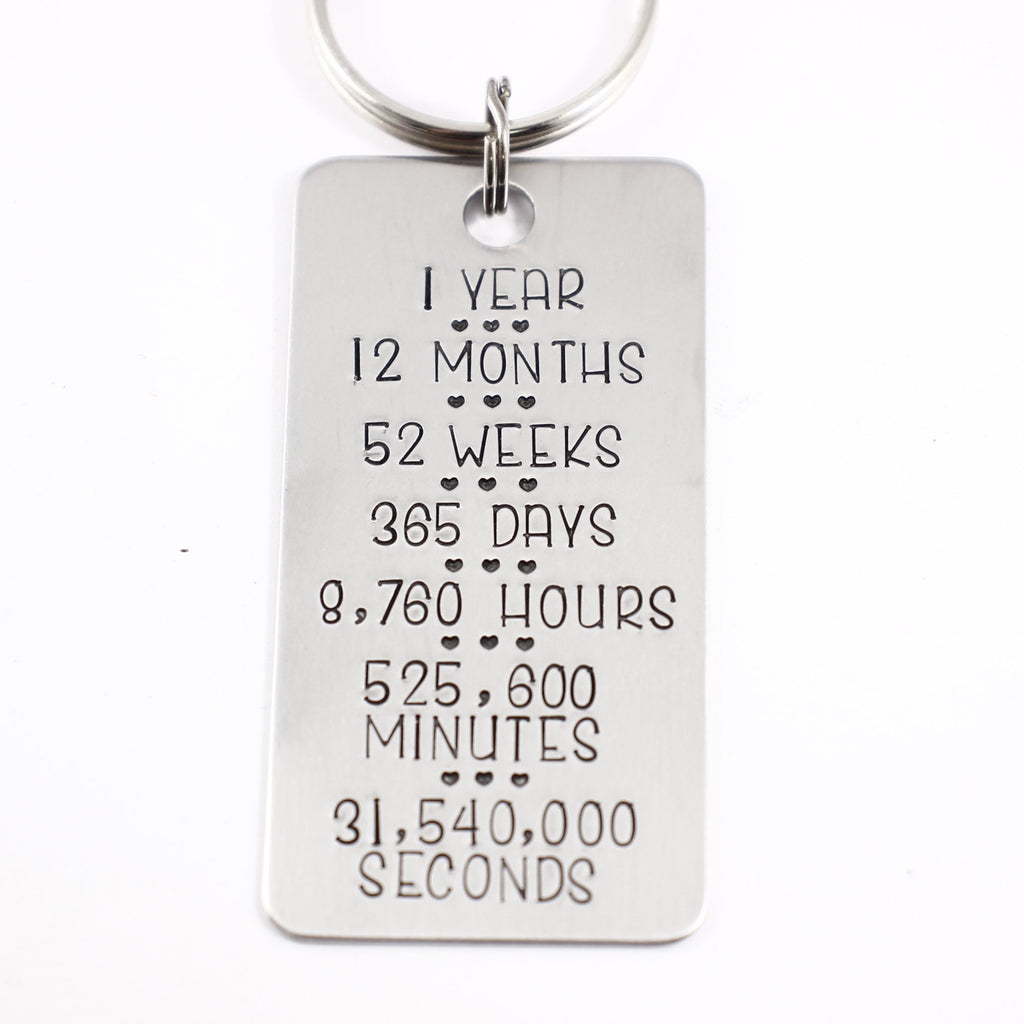 1 YEAR
12 MONTHS
52 WEEKS
365 DAYS
8,760 HOURS
525,600
MINUTES
31,540,000
SECONDS